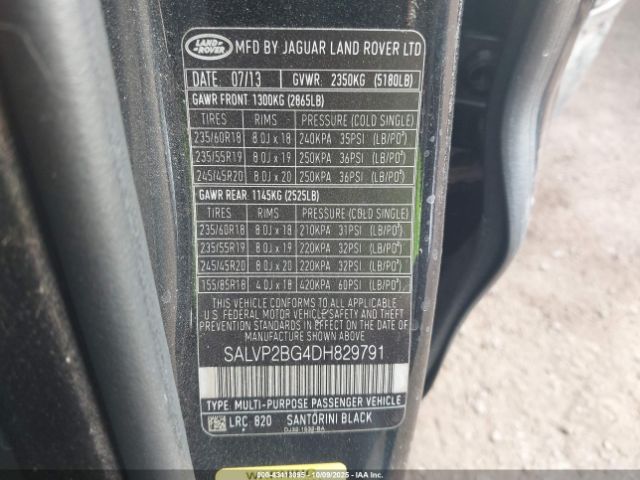 LAND ROVER MFD BY JAGUAR LAND ROVER LTD
DATE 07/13 GVWR: 2350KG (5180LB)
GAWR FRONT: 1300KG (2865LB)
TIRES RIMS PRESSURE (COLD SINGLE)
235/60R18 8.0J x 18 240KPA 35PSI (LB/PO²)
235/55R19 8.0J x 19 250KPA 36PSI (LB/PO²)
245/45R20 8.0J x 20 250KPA 36PSI (LB/PO²)
GAWR REAR: 1145KG (2525LB)
TIRES RIMS PRESSURE (COLD SINGLE)
235/60R18 8.0J x 18 210KPA 31PSI (LB/PO²)
235/55R19 8.0J x 19 220KPA 32PSI (LB/PO²)
245/45R20 8.0J x 20 220KPA 32PSI (LB/PO²)
155/85R18 4.0J x 18 420KPA 60PSI (LB/PO²)
THIS VEHICLE CONFORMS TO ALL APPLICABLE
U.S. FEDERAL MOTOR VEHICLE SAFETY AND THEFT
PREVENTION STANDARDS IN EFFECT ON THE DATE OF
MANUFACTURE SHOWN ABOVE
SALVP2BG4DH829791
TYPE: MULTI-PURPOSE PASSENGER VEHICLE
LRC 820 SANTORINI BLACK
000-43413095 - 10/09/2025 -